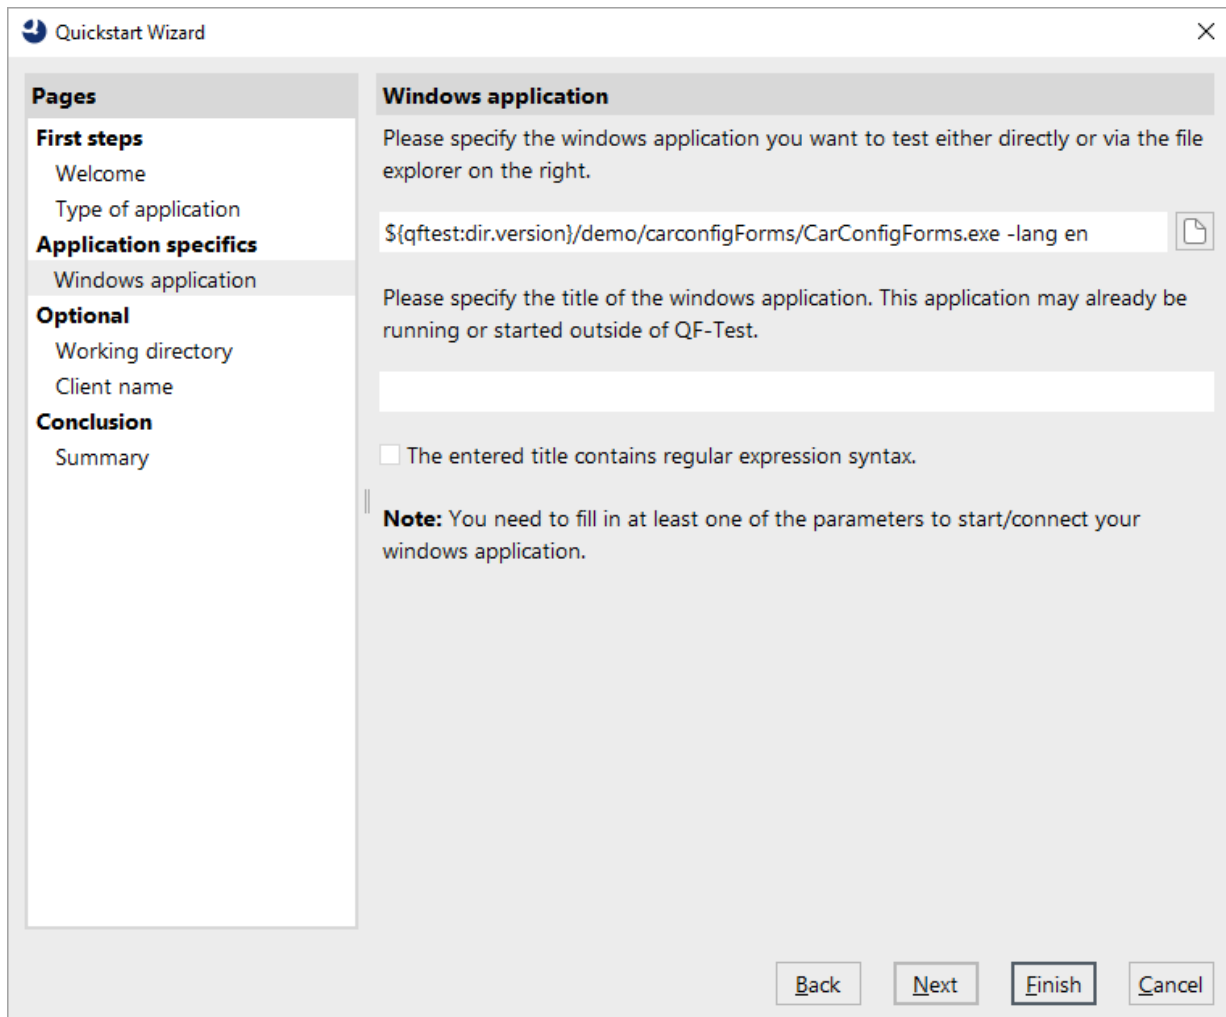 Quickstart Wizard
Pages
First steps
Welcome
Type of application
Application specifics
Windows application
Optional
Working directory
Client name
Conclusion
Summary
Windows application
Please specify the windows application you want to test either directly or via the file
explorer on the right.
${qftest:dir.version}/demo/carconfigForms/CarConfigForms.exe -lang en
Please specify the title of the windows application. This application may already be
running or started outside of QF-Test.
The entered title contains regular expression syntax.
Note: You need to fill in at least one of the parameters to start/connect your
windows application.
Back Next Finish Cancel